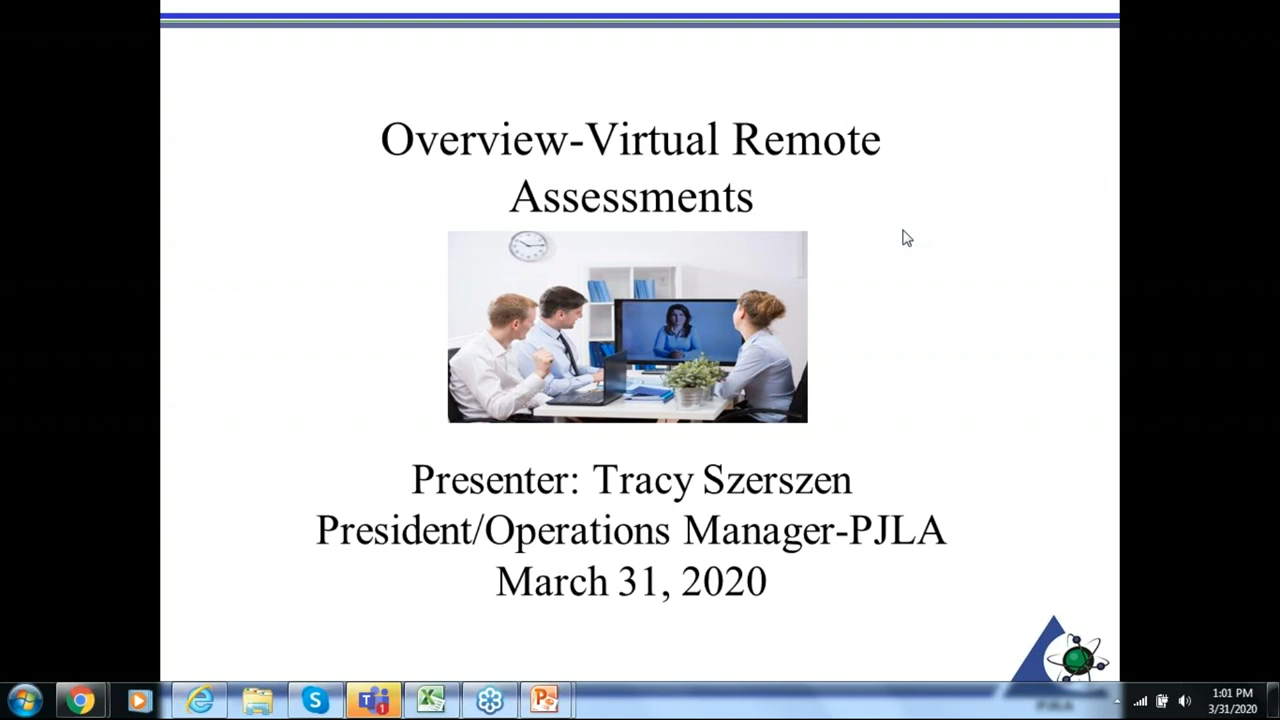 Overview-Virtual Remote
Assessments
Presenter: Tracy Szerszen
President/Operations Manager-PJLA
March 31, 2020
1
1:01 PM
3/31/2020